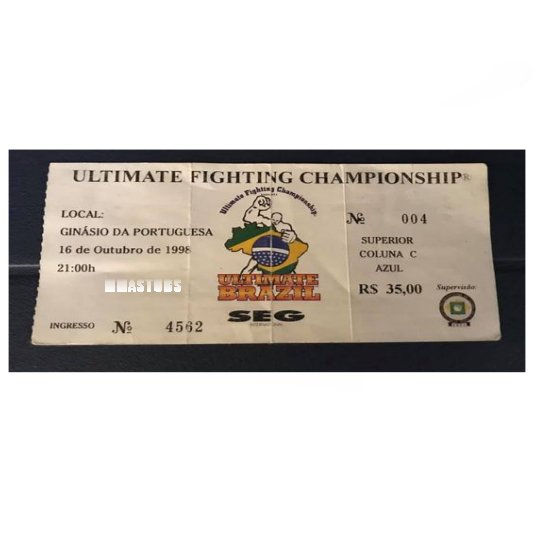 ULTIMATE FIGHTING CHAMPIONSHIP®
LOCAL:
GINÁSIO DA PORTUGUESA
16 de Outubro de 1998
21:00h
INGRESSO № 4562
Ultimate Fighting Championship
ULTIMATE
BRAZIL
SEG
INTERNATIONAL
№ 004
SUPERIOR
COLUNA C
AZUL
R$ 35,00
Supervisão: